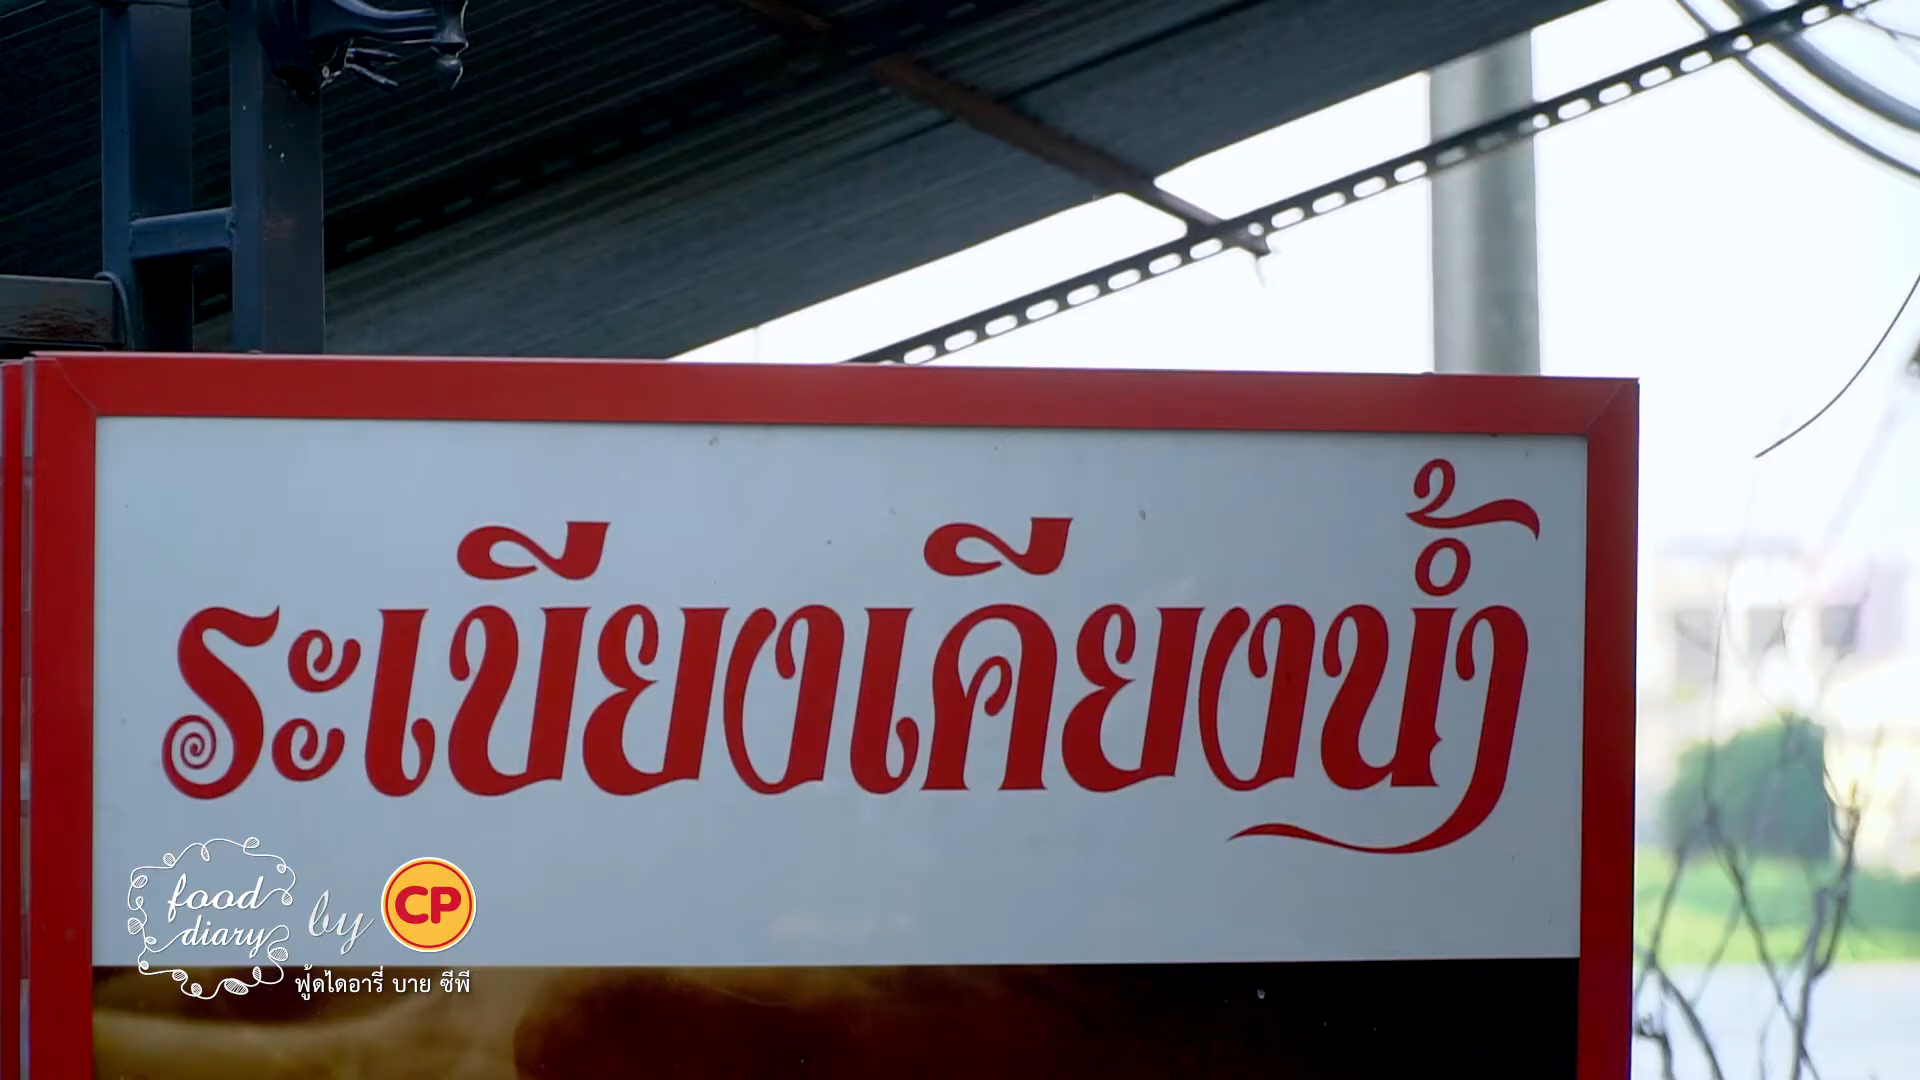 ระเบียงเคียงน้ำ
food
diary
by
CP
ฟู้ดไดอารี่ บาย ซีพี